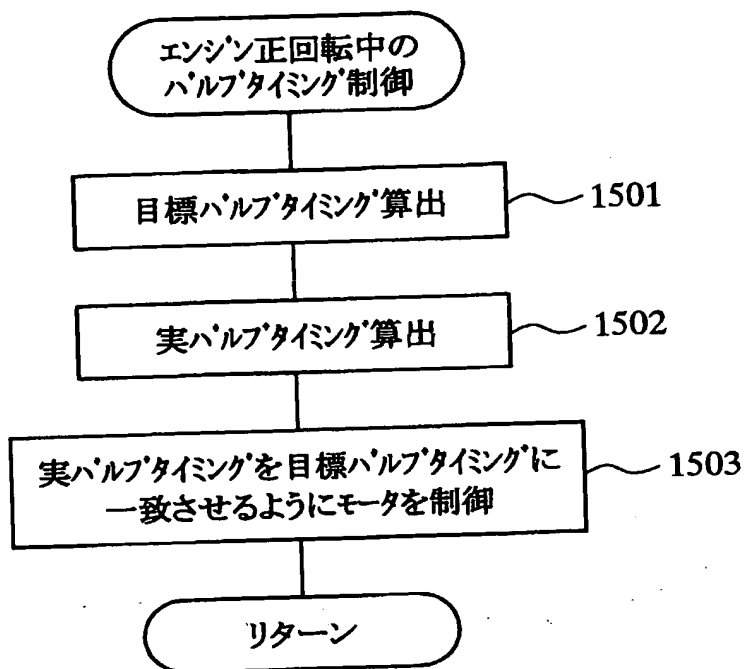 エンジン正回転中の
バルブタイミング制御
目標バルブタイミング算出
1501
実バルブタイミング算出
1502
実バルブタイミングを目標バルブタイミングに
一致させるようにモータを制御
1503
リターン